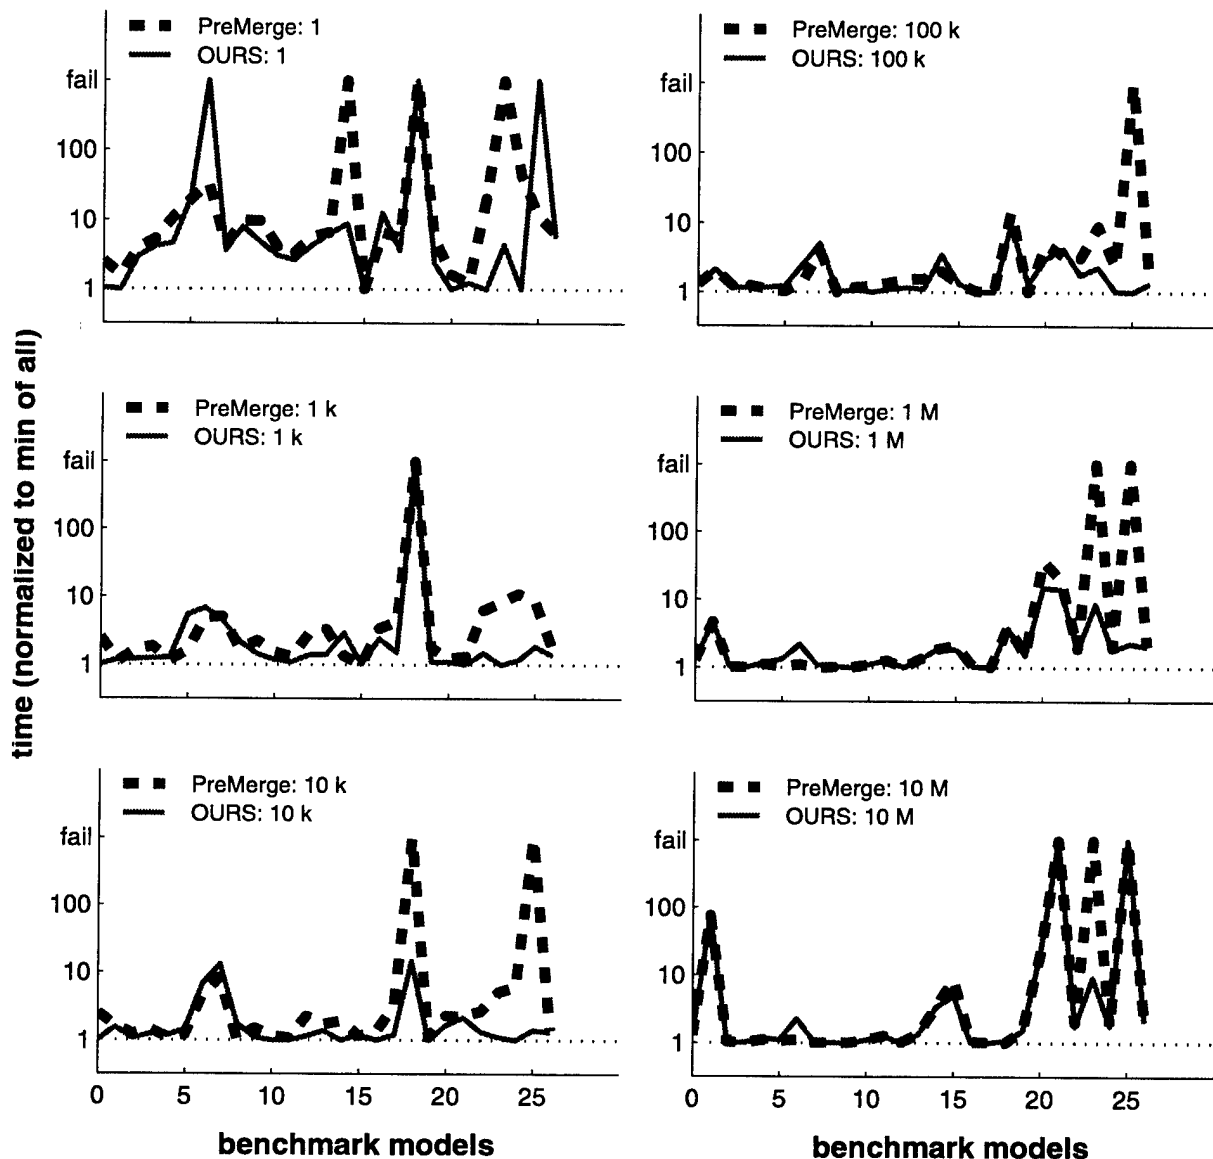 time (normalized to min of all)
PreMerge: 1
OURS: 1
fail
100
10
1
PreMerge: 100 k
OURS: 100 k
fail
100
10
1
PreMerge: 1 k
OURS: 1 k
fail
100
10
1
PreMerge: 1 M
OURS: 1 M
fail
100
10
1
PreMerge: 10 k
OURS: 10 k
fail
100
10
1
0 5 10 15 20 25
benchmark models
PreMerge: 10 M
OURS: 10 M
fail
100
10
1
0 5 10 15 20 25
benchmark models